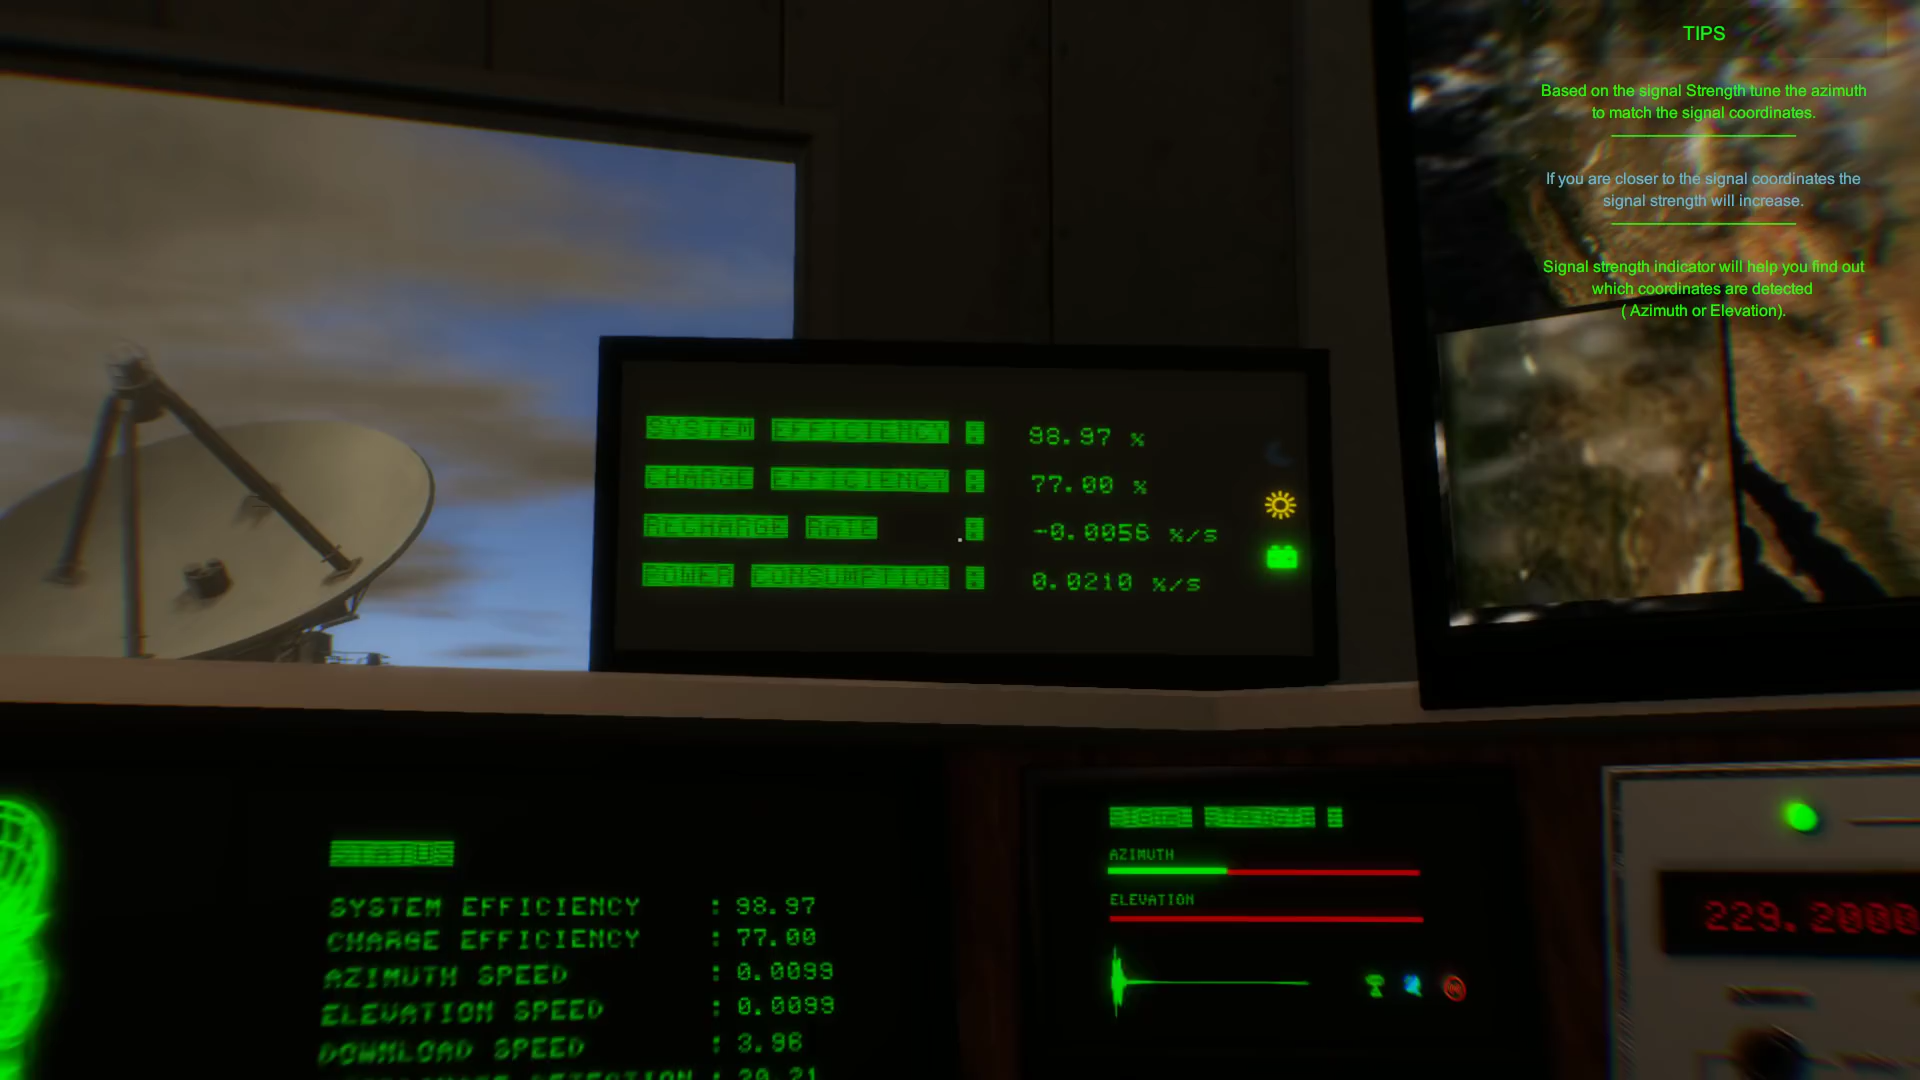 TIPS
Based on the signal Strength tune the azimuth
to match the signal coordinates.
If you are closer to the signal coordinates the
signal strength will increase.
Signal strength indicator will help you find out
which coordinates are detected
( Azimuth or Elevation).
SYSTEM EFFICIENCY : 98.97 %
CHARGE EFFICIENCY : 77.00 %
RECHARGE RATE : -0.0056 %/s
POWER CONSUMPTION : 0.0210 %/s
STATUS
SYSTEM EFFICIENCY : 98.97
CHARGE EFFICIENCY : 77.00
AZIMUTH SPEED : 0.0099
ELEVATION SPEED : 0.0099
DOWNLOAD SPEED : 3.96
SIGNAL STRENGTH :
AZIMUTH
ELEVATION
229.2000